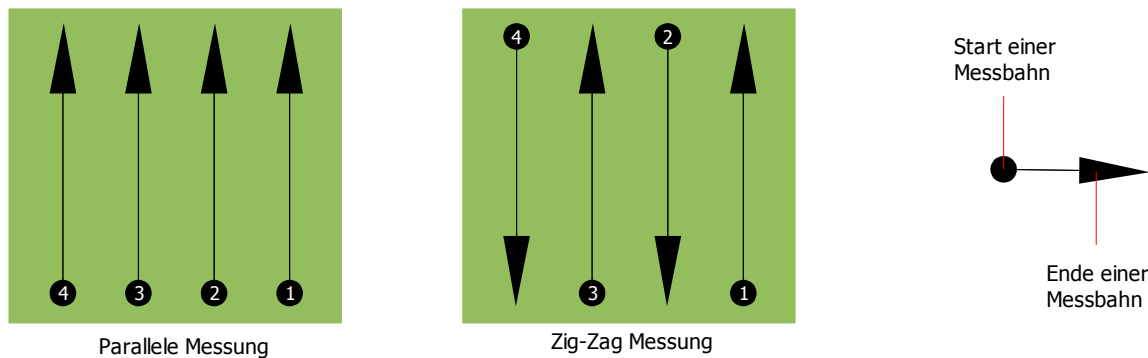 4 3 2 1
Parallele Messung
4 2
3 1
Zig-Zag Messung
Start einer
Messbahn
Ende einer
Messbahn